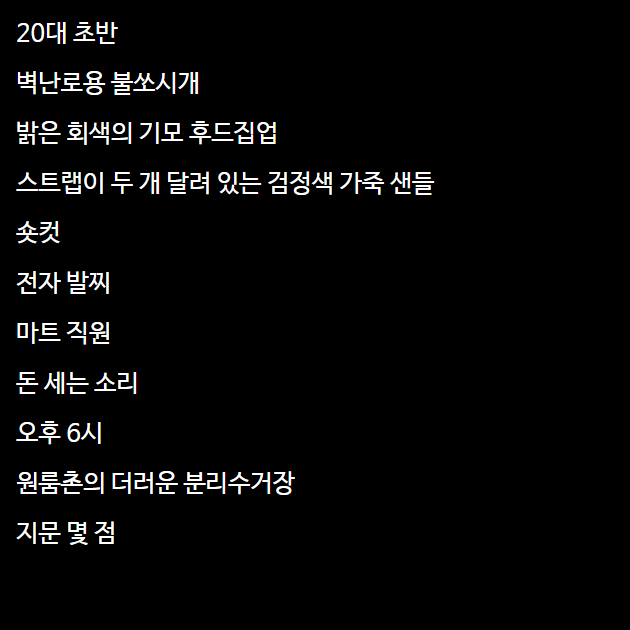 20대 초반
벽난로용 불쏘시개
밝은 회색의 기모 후드집업
스트랩이 두 개 달려 있는 검정색 가죽 샌들
숏컷
전자 발찌
마트 직원
돈 세는 소리
오후 6시
원룸촌의 더러운 분리수거장
지문 몇 점